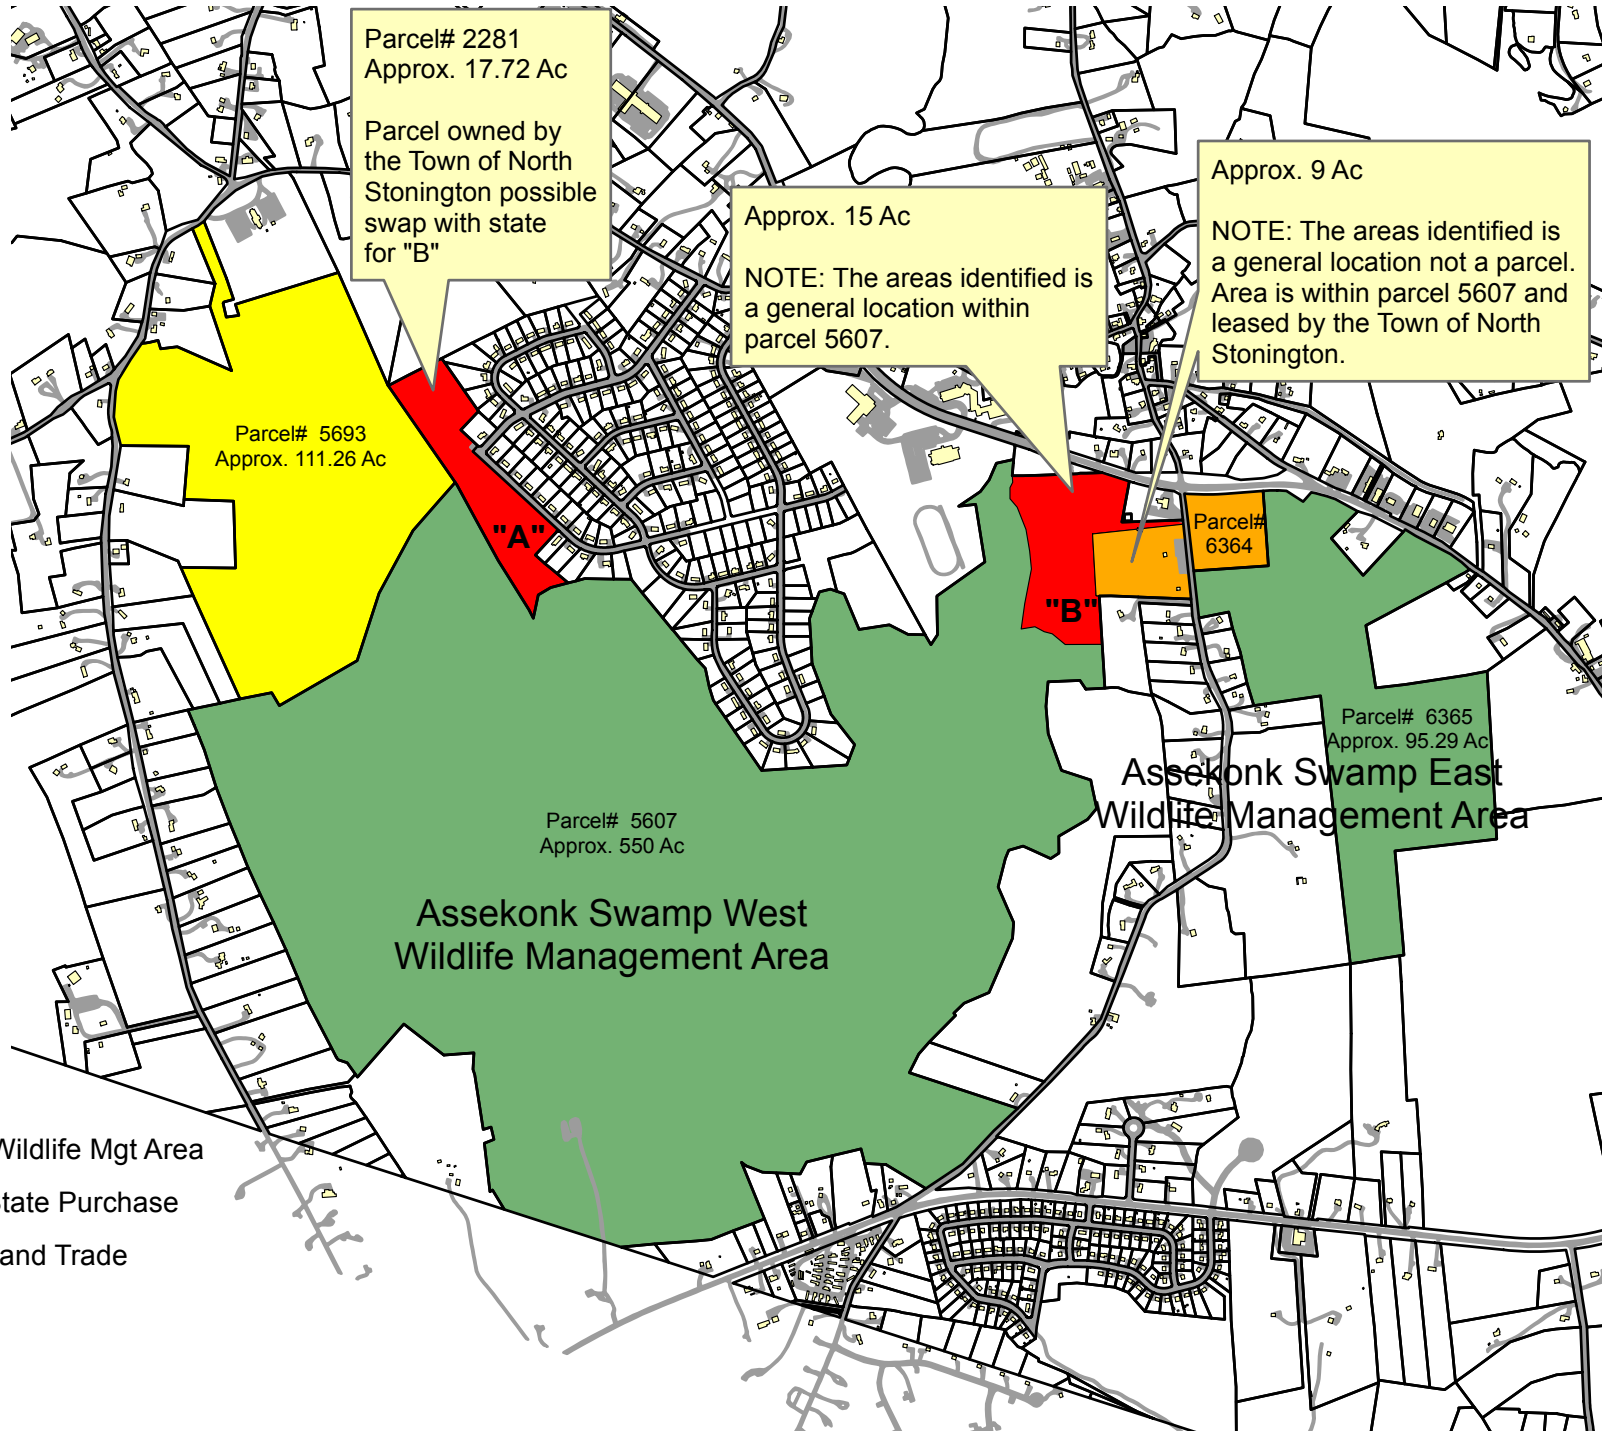 Parcel# 2281
Approx. 17.72 Ac
Parcel owned by
the Town of North
Stonington possible
swap with state
for "B"
Approx. 15 Ac
NOTE: The areas identified is
a general location within
parcel 5607.
Approx. 9 Ac
NOTE: The areas identified is
a general location not a parcel.
Area is within parcel 5607 and
leased by the Town of North
Stonington.
Parcel# 5693
Approx. 111.26 Ac
"A"
Parcel#
6364
"B"
Parcel# 6365
Approx. 95.29 Ac
Assekonk Swamp East
Wildlife Management Area
Parcel# 5607
Approx. 550 Ac
Assekonk Swamp West
Wildlife Management Area
Wildlife Mgt Area
State Purchase
and Trade